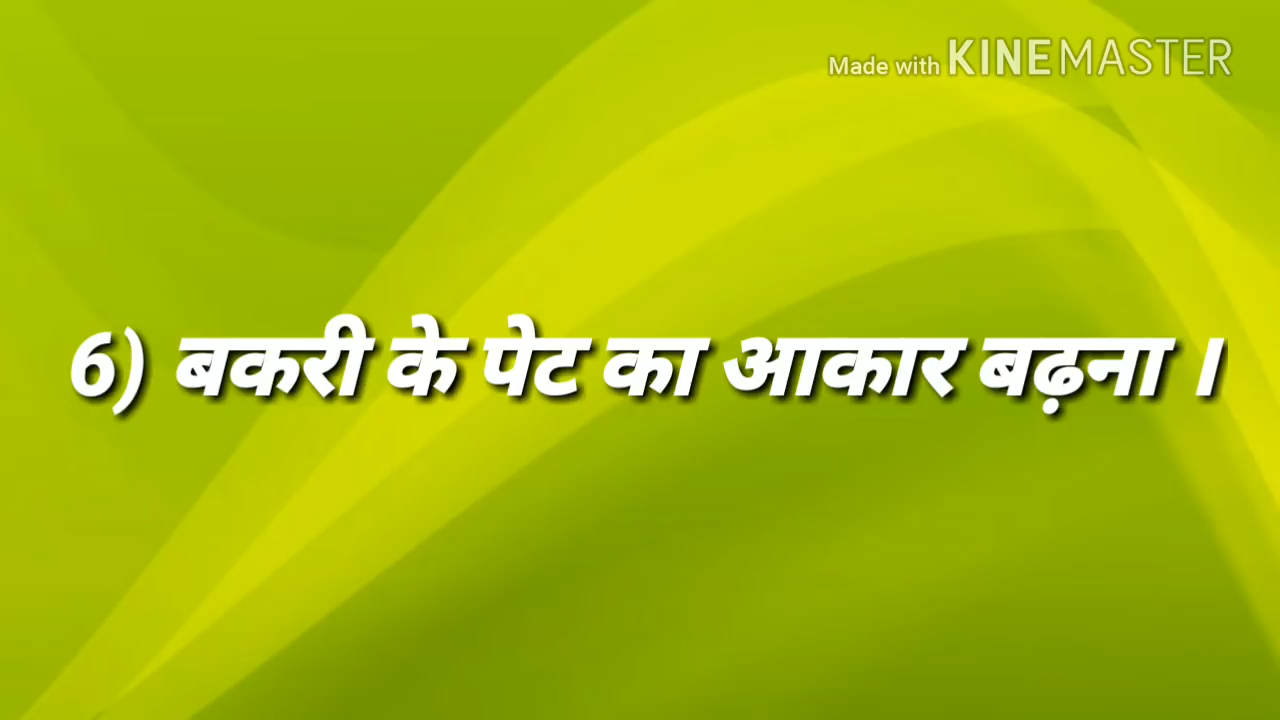 Made with KINEMASTER
6) बकरी के पेट का आकार बढ़ना ।